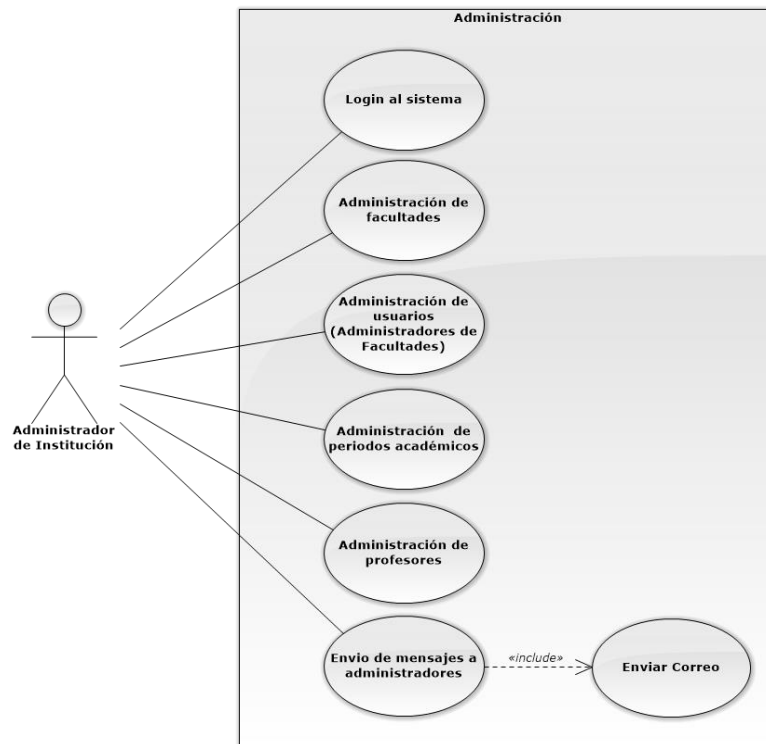 Administración
Login al sistema
Administración de
facultades
Administración de
usuarios
(Administradores de
Facultades)
Administrador
de Institución
Administración de
periodos académicos
Administración de
profesores
Envio de mensajes a
administradores
«include»
Enviar Correo